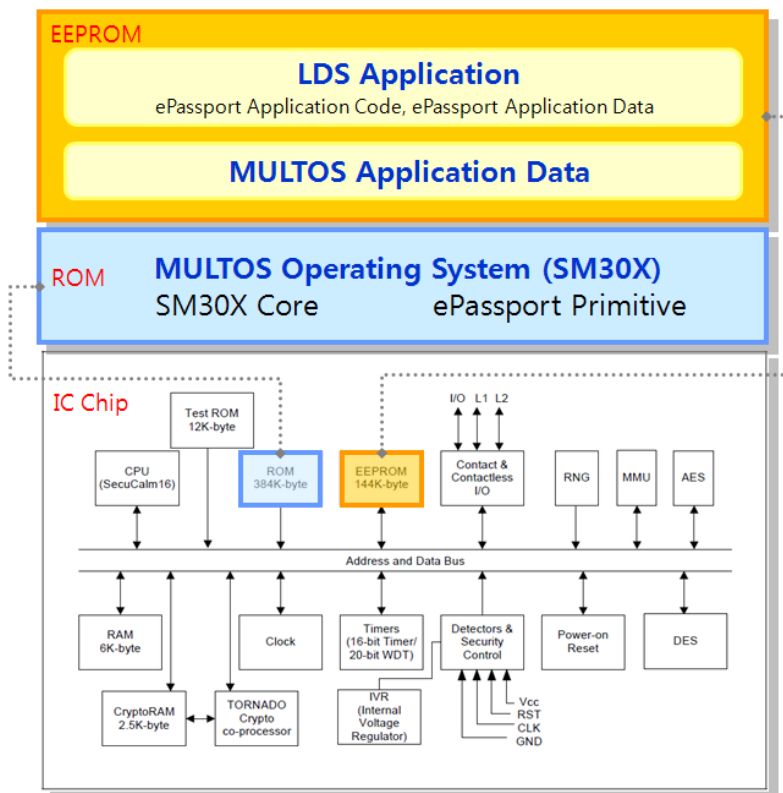 EEPROM
LDS Application
ePassport Application Code, ePassport Application Data
MULTOS Application Data
ROM
MULTOS Operating System (SM30X)
SM30X Core ePassport Primitive
IC Chip
Test ROM
12K-byte
I/O L1 L2
CPU
(SecuCalm16)
ROM
384K-byte
EEPROM
144K-byte
Contact &
Contactless
I/O
RNG
MMU
AES
Address and Data Bus
RAM
6K-byte
Clock
Timers
(16-bit Timer/
20-bit WDT)
Detectors &
Security
Control
Power-on
Reset
DES
CryptoRAM
2.5K-byte
TORNADO
Crypto
co-processor
IVR
(Internal
Voltage
Regulator)
Vcc
RST
CLK
GND